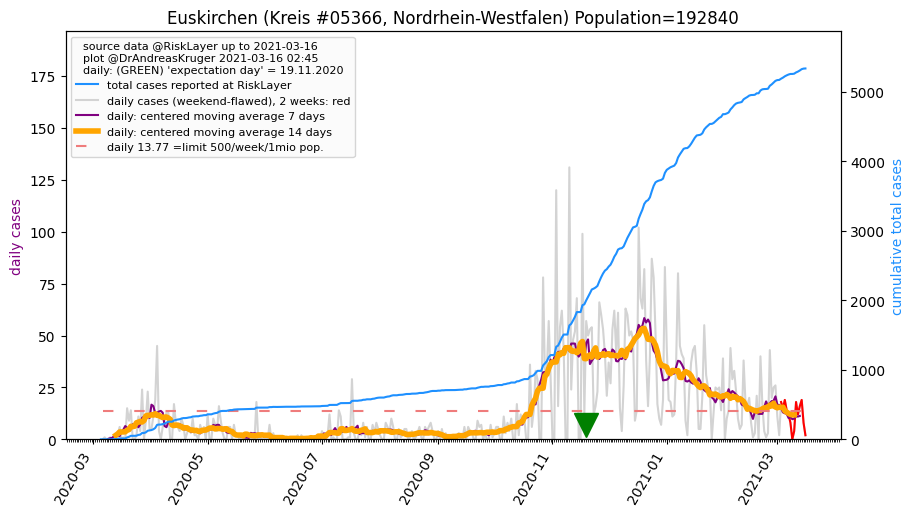 Euskirchen (Kreis #05366, Nordrhein-Westfalen) Population=192840
source data @RiskLayer up to 2021-03-16
plot @DrAndreasKruger 2021-03-16 02:45
daily: (GREEN) 'expectation day' = 19.11.2020
total cases reported at RiskLayer
daily cases (weekend-flawed), 2 weeks: red
daily: centered moving average 7 days
daily: centered moving average 14 days
daily 13.77 =limit 500/week/1mio pop.
daily cases
175
150
125
100
75
50
25
0
5000
4000
3000
2000
1000
0
cumulative total cases
2020-03
2020-05
2020-07
2020-09
2020-11
2021-01
2021-03